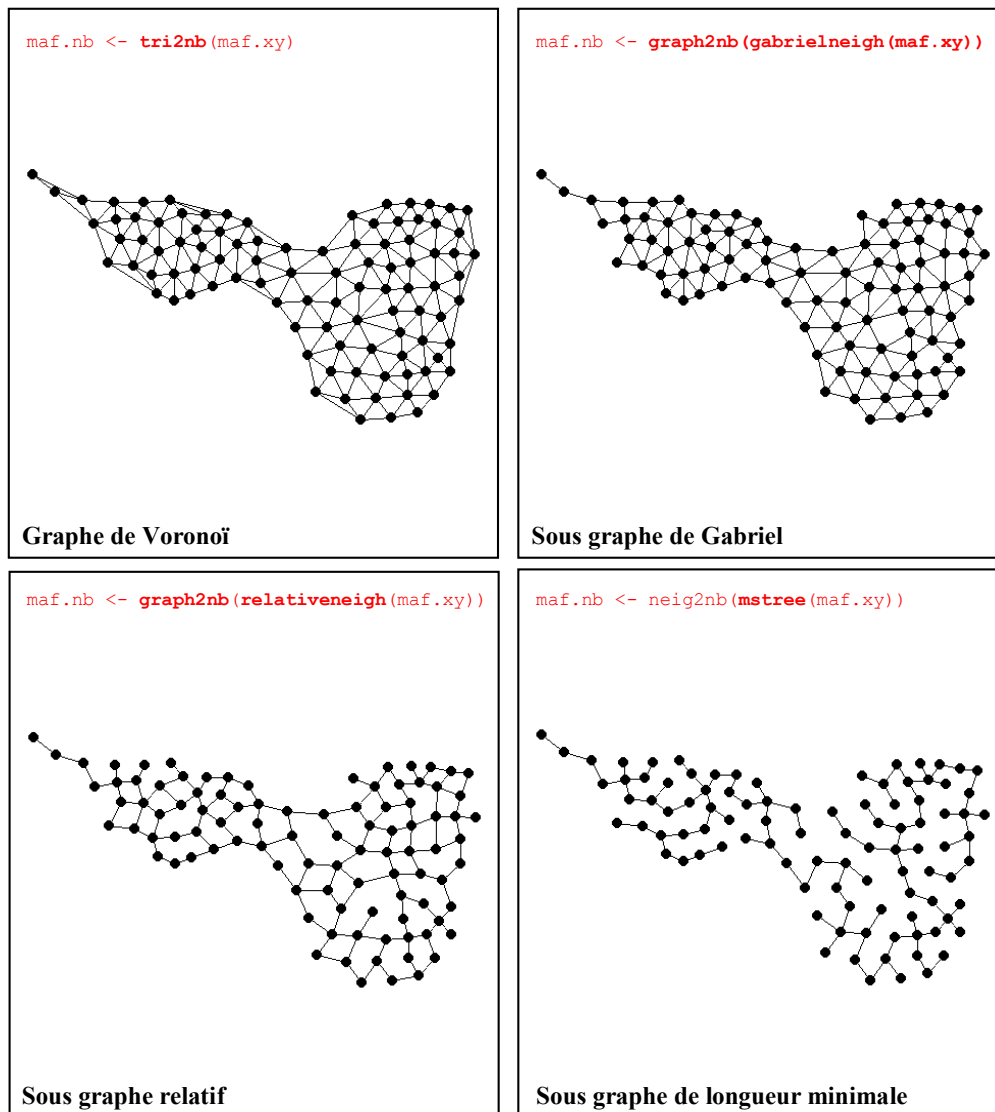 maf.nb <- tri2nb(maf.xy)
Graphe de Voronoï
maf.nb <- graph2nb(gabrielneigh(maf.xy))
Sous graphe de Gabriel
maf.nb <- graph2nb(relativeneigh(maf.xy))
Sous graphe relatif
maf.nb <- neig2nb(mstree(maf.xy))
Sous graphe de longueur minimale